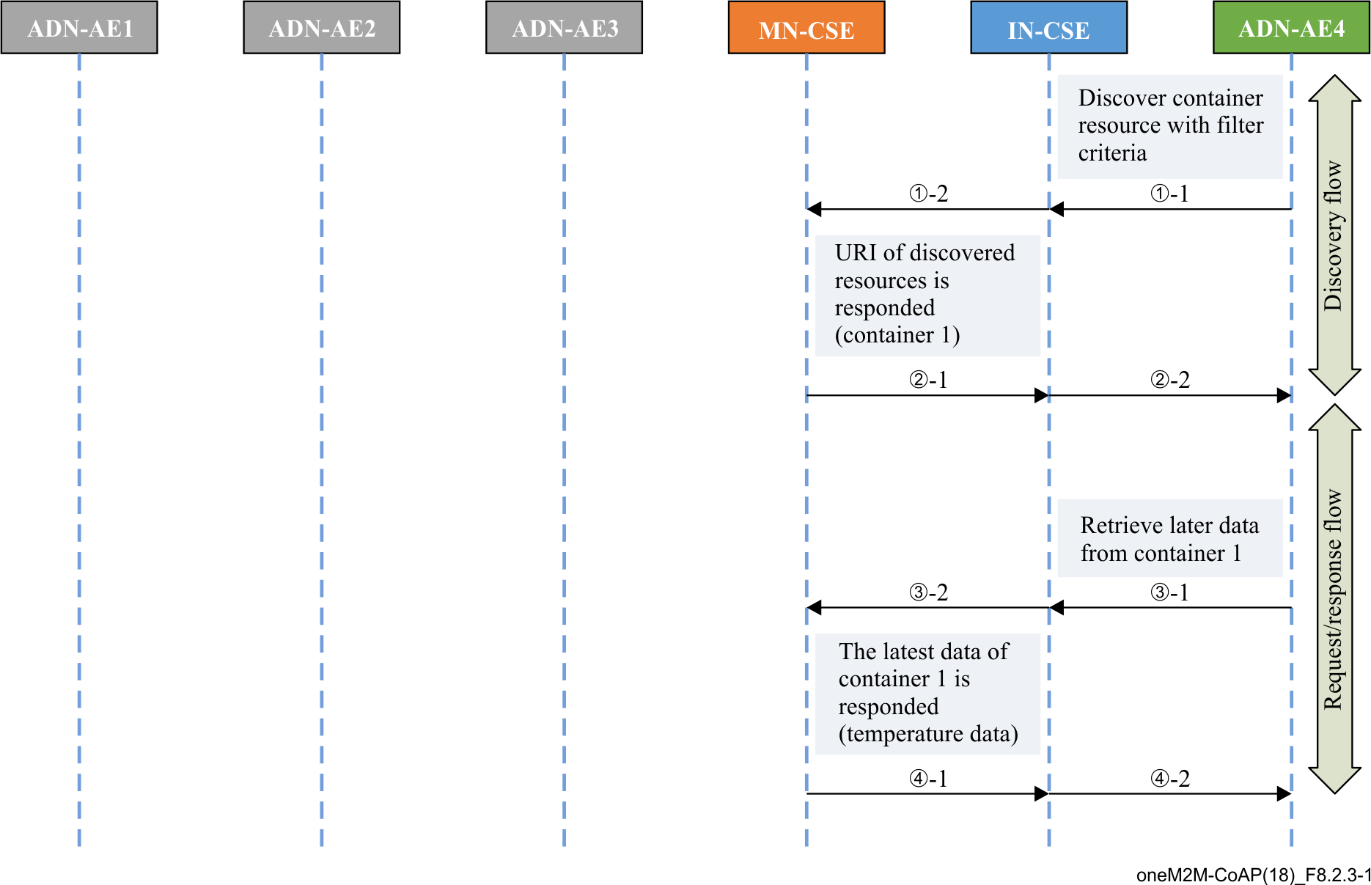 ADN-AE1 ADN-AE2 ADN-AE3 MN-CSE IN-CSE ADN-AE4
Discover container
resource with filter
criteria
①-2 ①-1
URI of discovered
resources is
responded
(container 1)
②-1 ②-2
Discovery flow
Retrieve later data
from container 1
③-2 ③-1
The latest data of
container 1 is
responded
(temperature data)
④-1 ④-2
Request/response flow
oneM2M-CoAP(18)_F8.2.3-1